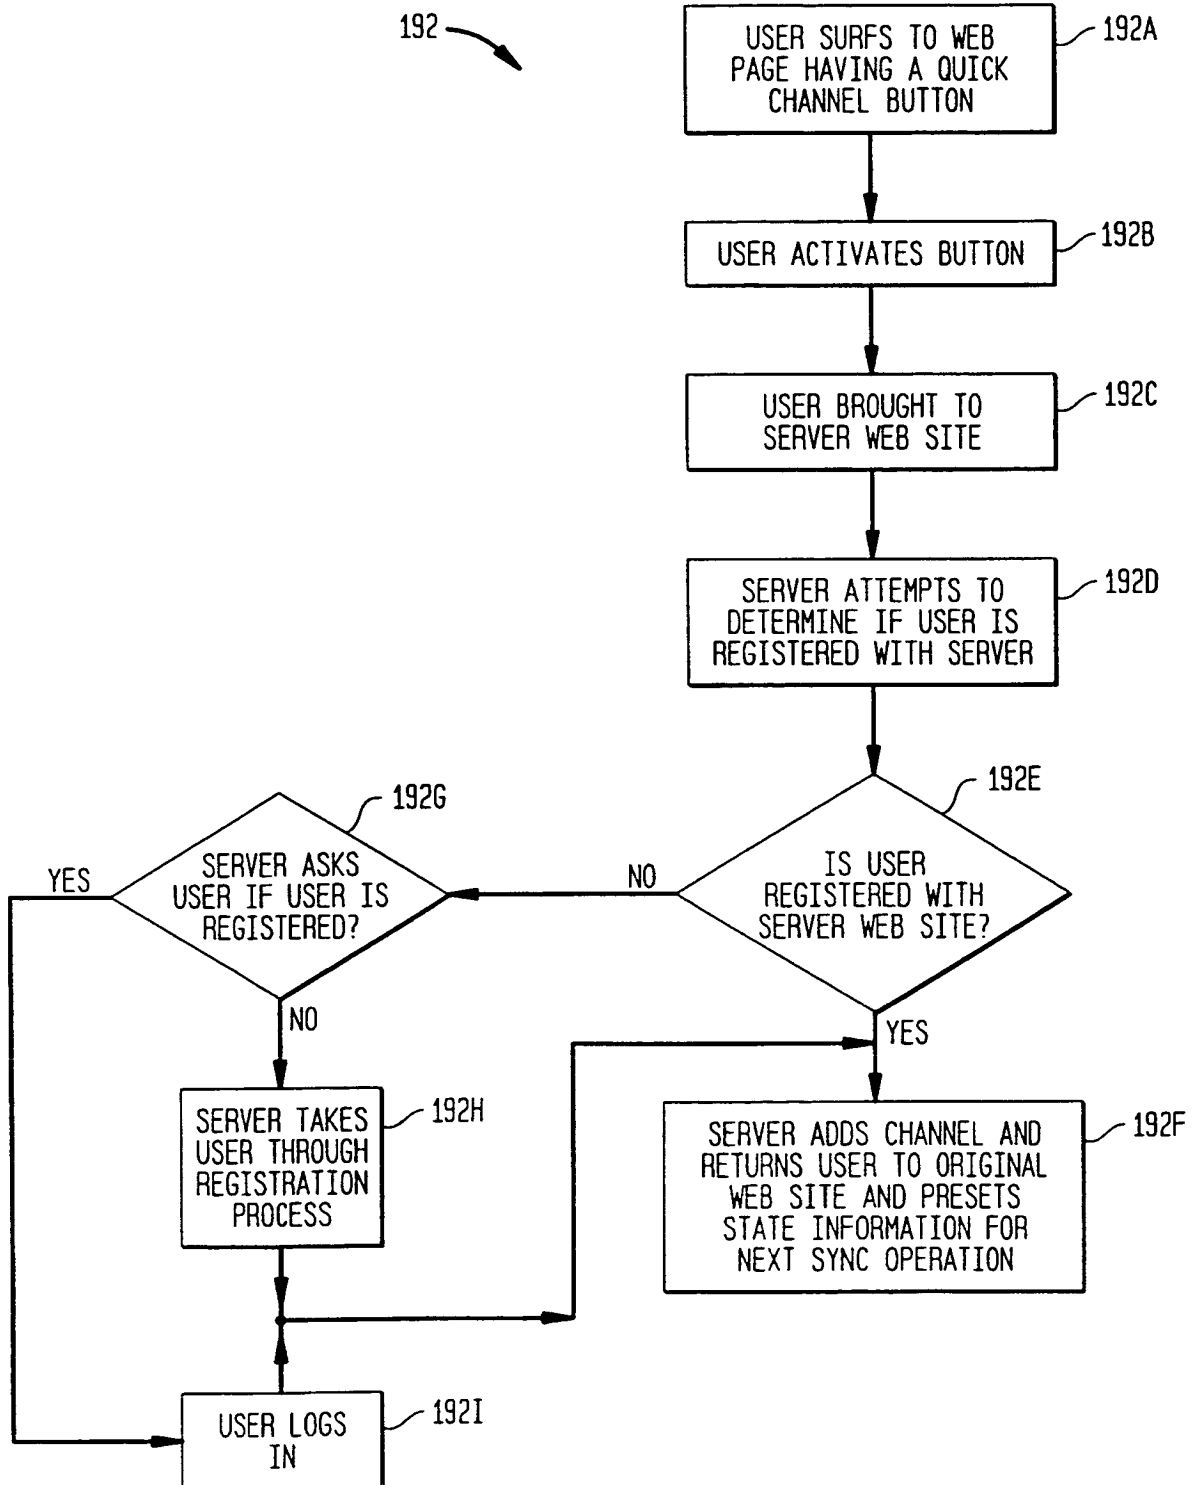 192
USER SURFS TO WEB
PAGE HAVING A QUICK
CHANNEL BUTTON
192A
USER ACTIVATES BUTTON
192B
USER BROUGHT TO
SERVER WEB SITE
192C
SERVER ATTEMPTS TO
DETERMINE IF USER IS
REGISTERED WITH SERVER
192D
IS USER
REGISTERED WITH
SERVER WEB SITE?
192E
NO
YES
SERVER ASKS
USER IF USER IS
REGISTERED?
192G
YES
NO
SERVER TAKES
USER THROUGH
REGISTRATION
PROCESS
192H
SERVER ADDS CHANNEL AND
RETURNS USER TO ORIGINAL
WEB SITE AND PRESETS
STATE INFORMATION FOR
NEXT SYNC OPERATION
192F
USER LOGS
IN
192I